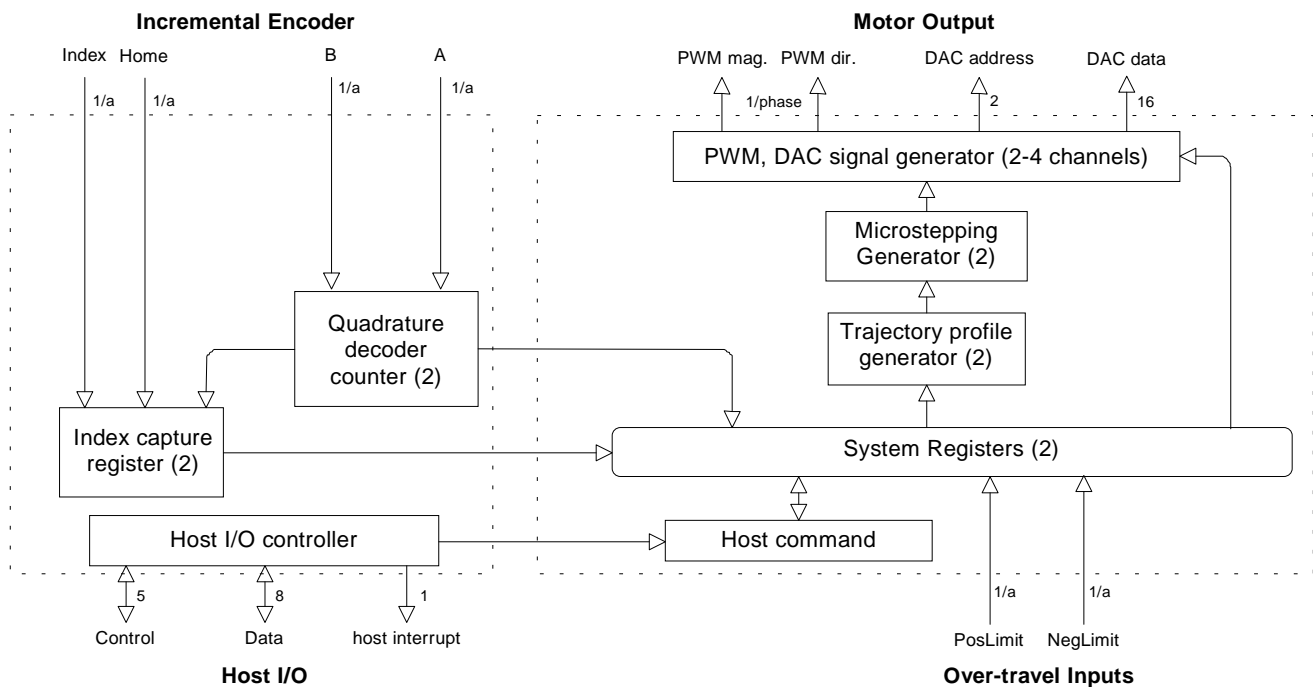 Incremental Encoder
Motor Output
Index
Home
B
A
PWM mag.
PWM dir.
DAC address
DAC data
1/a
1/a
1/a
1/a
1/phase
2
16
PWM, DAC signal generator (2-4 channels)
Microstepping
Generator (2)
Quadrature
decoder
counter (2)
Trajectory profile
generator (2)
Index capture
register (2)
System Registers (2)
Host I/O controller
Host command
5
8
1
1/a
1/a
Control
Data
host interrupt
PosLimit
NegLimit
Host I/O
Over-travel Inputs